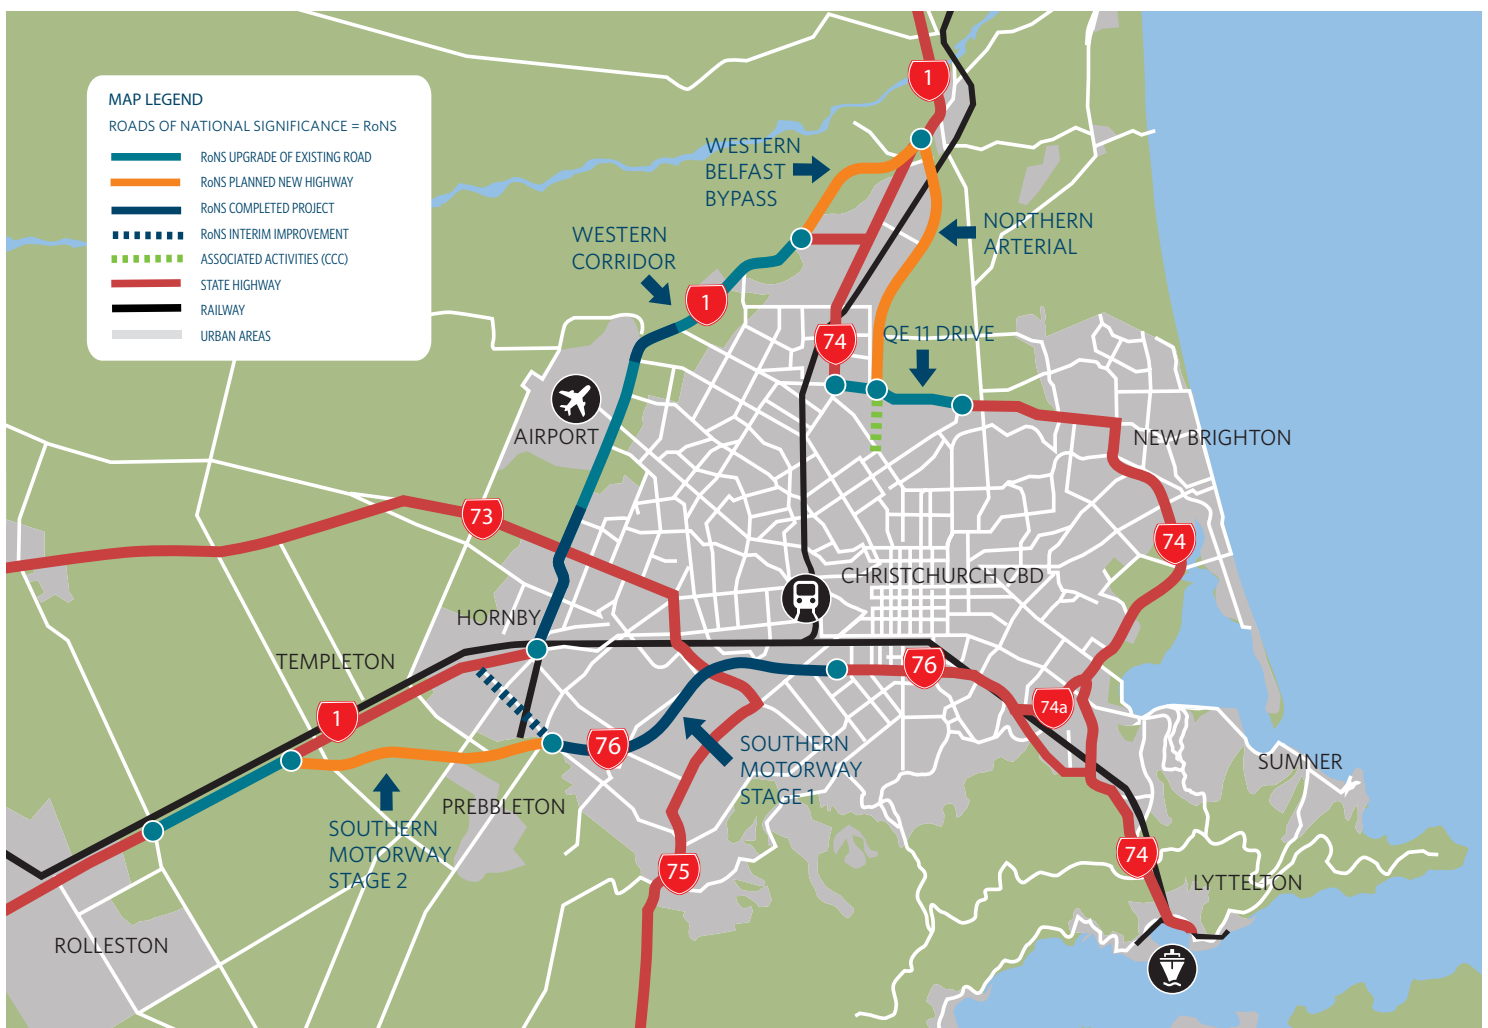 MAP LEGEND
ROADS OF NATIONAL SIGNIFICANCE = RoNS
RoNS UPGRADE OF EXISTING ROAD
RoNS PLANNED NEW HIGHWAY
RoNS COMPLETED PROJECT
RoNS INTERIM IMPROVEMENT
ASSOCIATED ACTIVITIES (CCC)
STATE HIGHWAY
RAILWAY
URBAN AREAS
1
WESTERN
BELFAST
BYPASS
NORTHERN
ARTERIAL
WESTERN
CORRIDOR
1
74
QE 11 DRIVE
AIRPORT
NEW BRIGHTON
73
74
CHRISTCHURCH CBD
HORNBY
TEMPLETON
76
74a
1
76
SOUTHERN
MOTORWAY
STAGE 1
SUMNER
PREBBLETON
SOUTHERN
MOTORWAY
STAGE 2
74
75
LYTTELTON
ROLLESTON